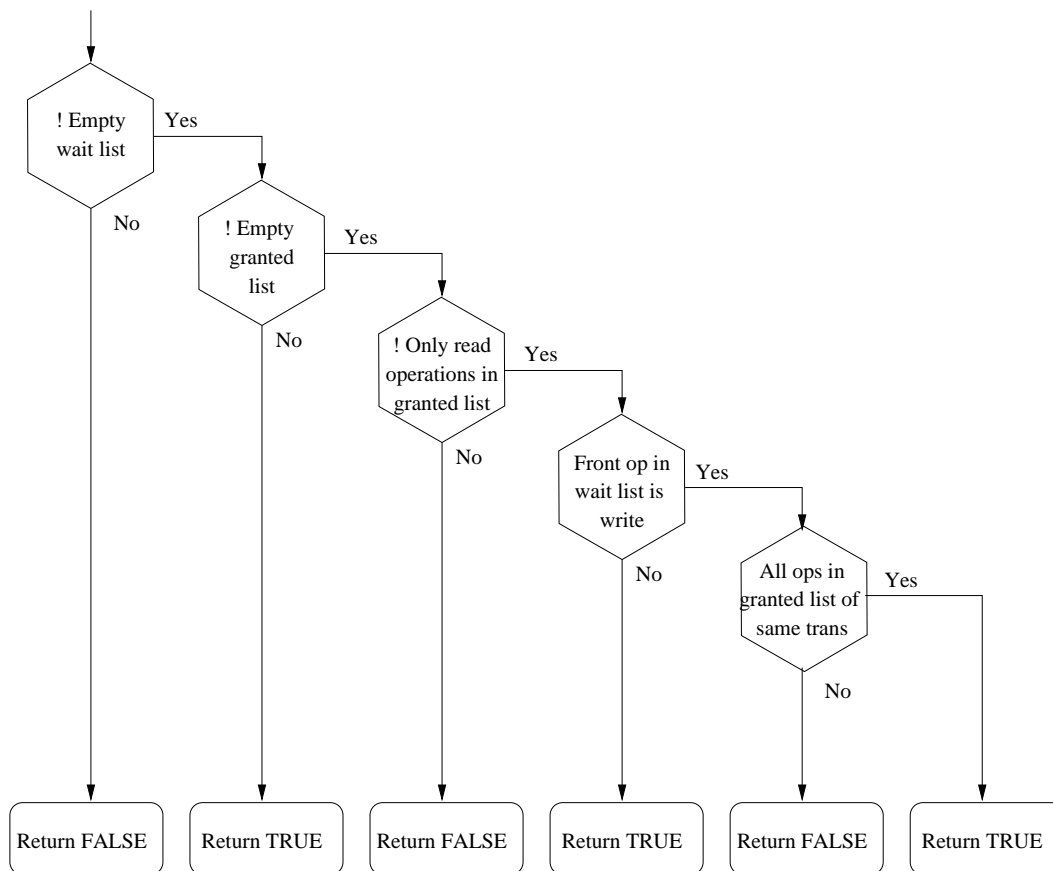 ! Empty
wait list
Yes
No
! Empty
granted
list
Yes
No
! Only read
operations in
granted list
Yes
No
Front op in
wait list is
write
Yes
No
All ops in
granted list of
same trans
Yes
No
Return FALSE
Return TRUE
Return FALSE
Return TRUE
Return FALSE
Return TRUE